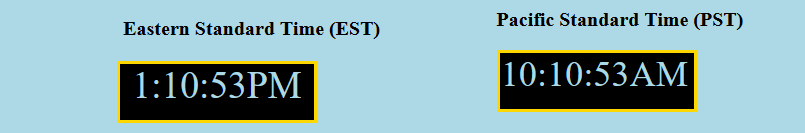 Eastern Standard Time (EST)
1:10:53PM
Pacific Standard Time (PST)
10:10:53AM